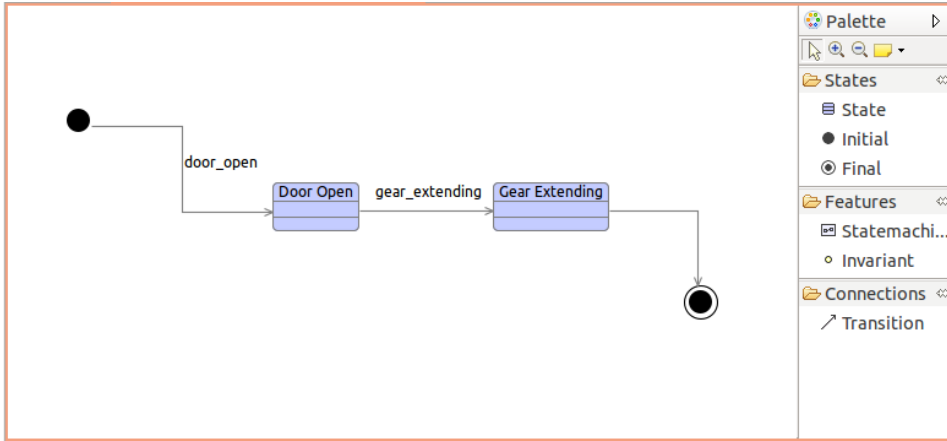 door_open
Door Open
gear_extending
Gear Extending
Palette
States
State
Initial
Final
Features
Statemachi...
Invariant
Connections
Transition